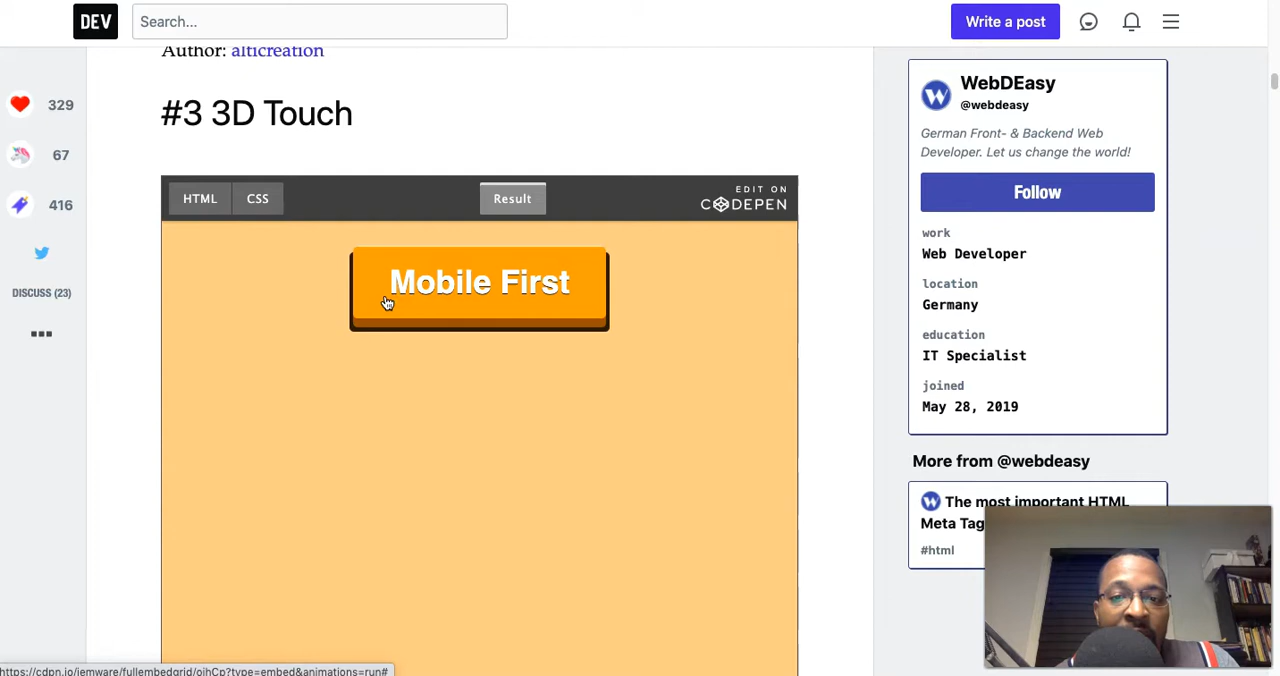 DEV
Search...
Write a post
Author: alticreation
#3 3D Touch
329
67
416
DISCUSS (23)
HTML
CSS
Result
EDIT ON
CODEPEN
Mobile First
WebDEasy
@webdeasy
German Front- & Backend Web
Developer. Let us change the world!
Follow
work
Web Developer
location
Germany
education
IT Specialist
joined
May 28, 2019
More from @webdeasy
The most important HTML
Meta Tag
#html
https://cdpn.io/jemware/fullembedgrid/oihCp?type=embed&animations=run#